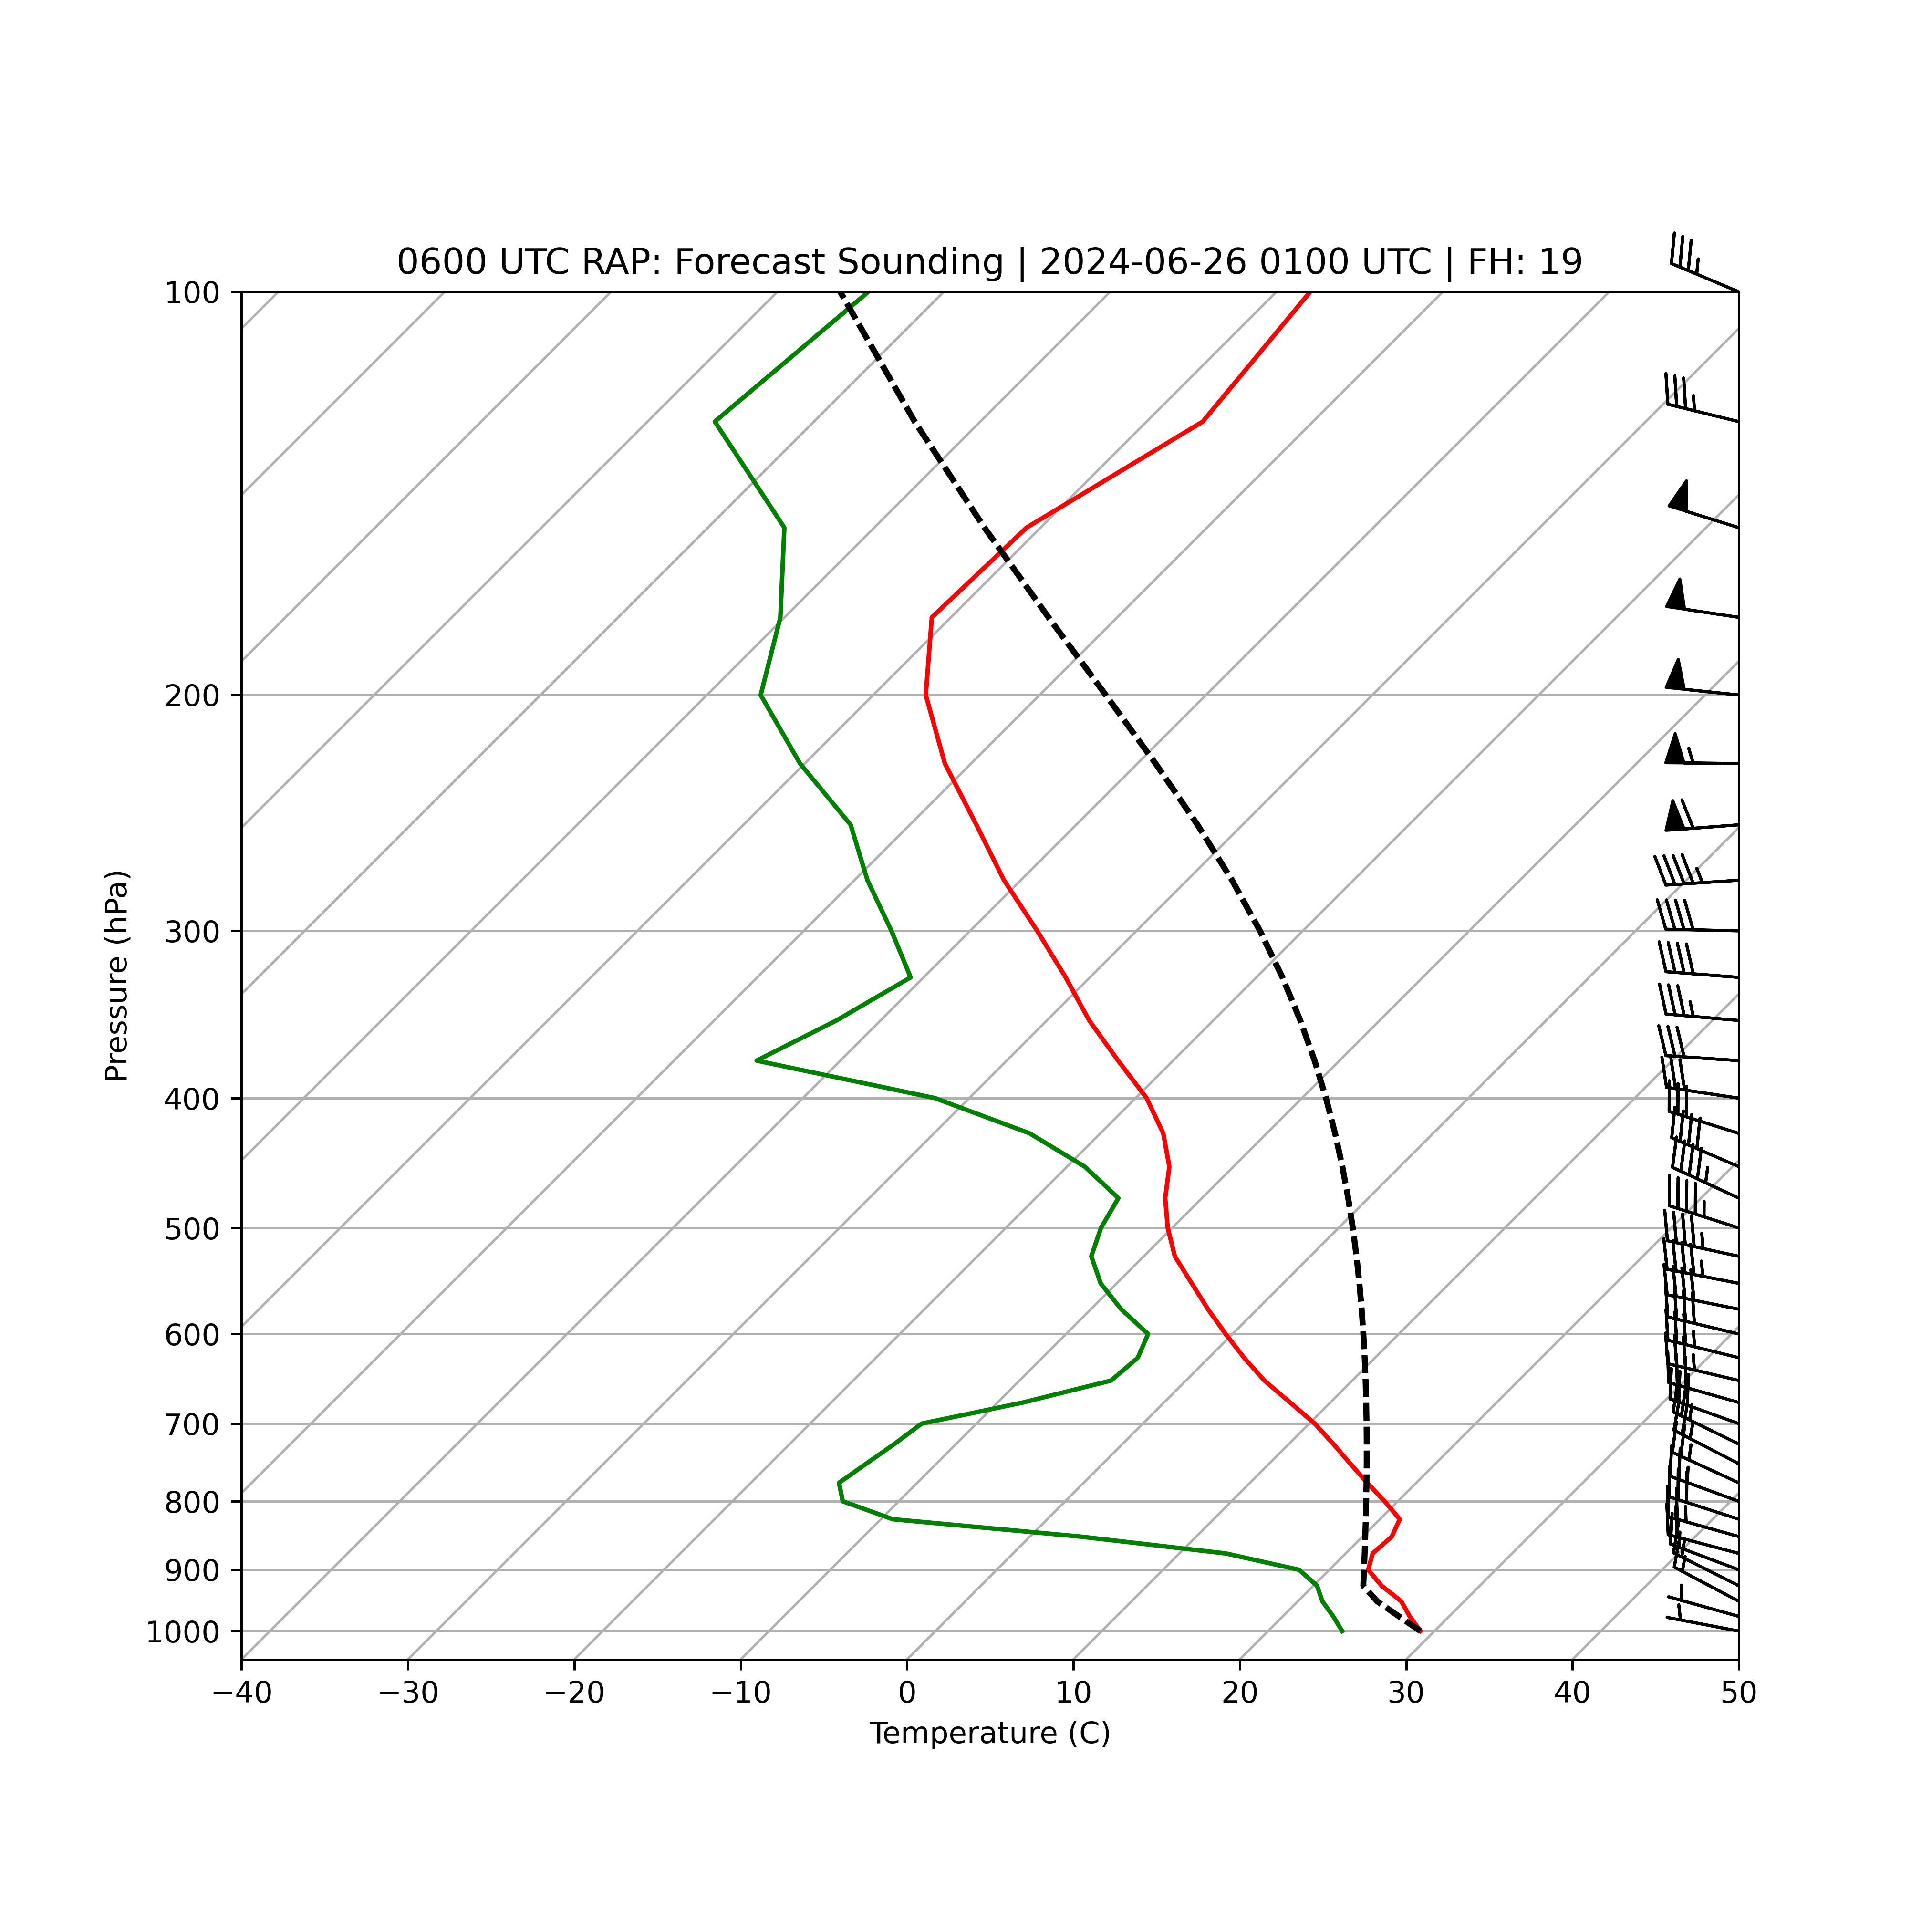 0600 UTC RAP: Forecast Sounding | 2024-06-26 0100 UTC | FH: 19
100
200
300
400
500
600
700
800
900
1000
Pressure (hPa)
−40 −30 −20 −10 0 10 20 30 40 50
Temperature (C)